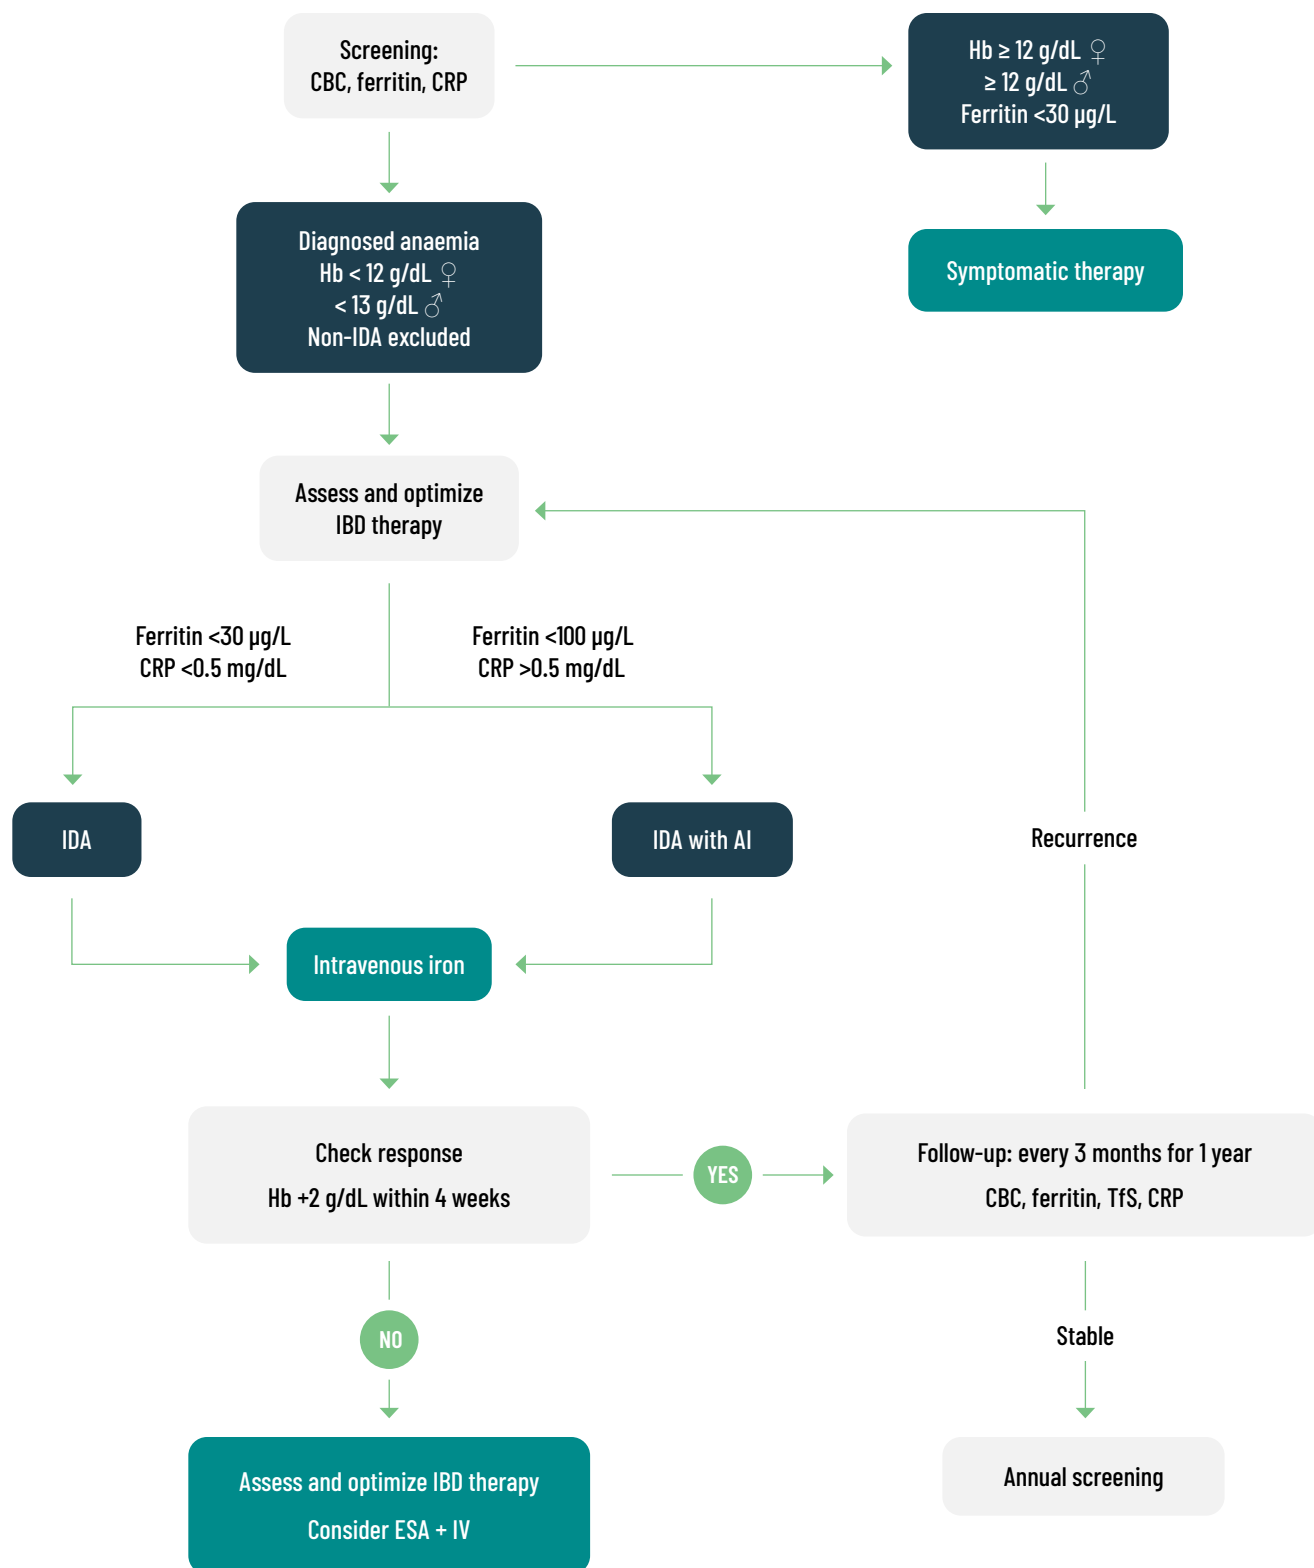 Screening:
CBC, ferritin, CRP
Hb ≥ 12 g/dL ♀
≥ 12 g/dL ♂
Ferritin <30 µg/L
Diagnosed anaemia
Hb < 12 g/dL ♀
< 13 g/dL ♂
Non-IDA excluded
Symptomatic therapy
Assess and optimize
IBD therapy
Ferritin <30 µg/L
CRP <0.5 mg/dL
Ferritin <100 µg/L
CRP >0.5 mg/dL
IDA
IDA with AI
Recurrence
Intravenous iron
Check response
Hb +2 g/dL within 4 weeks
YES
Follow-up: every 3 months for 1 year
CBC, ferritin, TfS, CRP
NO
Stable
Assess and optimize IBD therapy
Consider ESA + IV
Annual screening